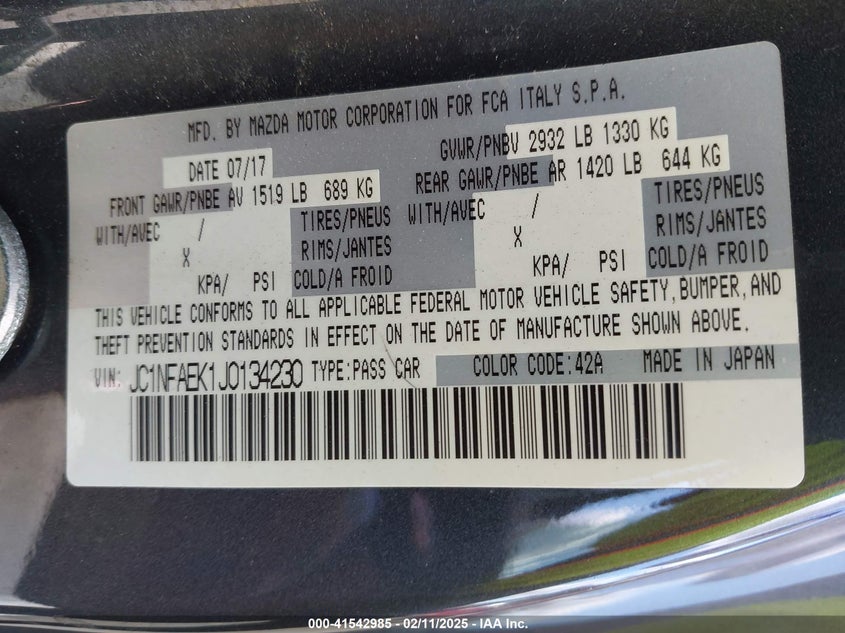 MFD. BY MAZDA MOTOR CORPORATION FOR FCA ITALY S.P.A.
DATE 07/17 GVWR/PNBV 2932 LB 1330 KG
FRONT GAWR/PNBE AV 1519 LB 689 KG REAR GAWR/PNBE AR 1420 LB 644 KG
WITH/AVEC / TIRES/PNEUS WITH/AVEC / TIRES/PNEUS
X RIMS/JANTES X RIMS/JANTES
KPA/ PSI COLD/A FROID KPA/ PSI COLD/A FROID
THIS VEHICLE CONFORMS TO ALL APPLICABLE FEDERAL MOTOR VEHICLE SAFETY, BUMPER, AND
THEFT PREVENTION STANDARDS IN EFFECT ON THE DATE OF MANUFACTURE SHOWN ABOVE.
VIN: JC1NFAEK1J0134230 TYPE:PASS CAR COLOR CODE:42A MADE IN JAPAN
000-41542985 - 02/11/2025 - IAA Inc.